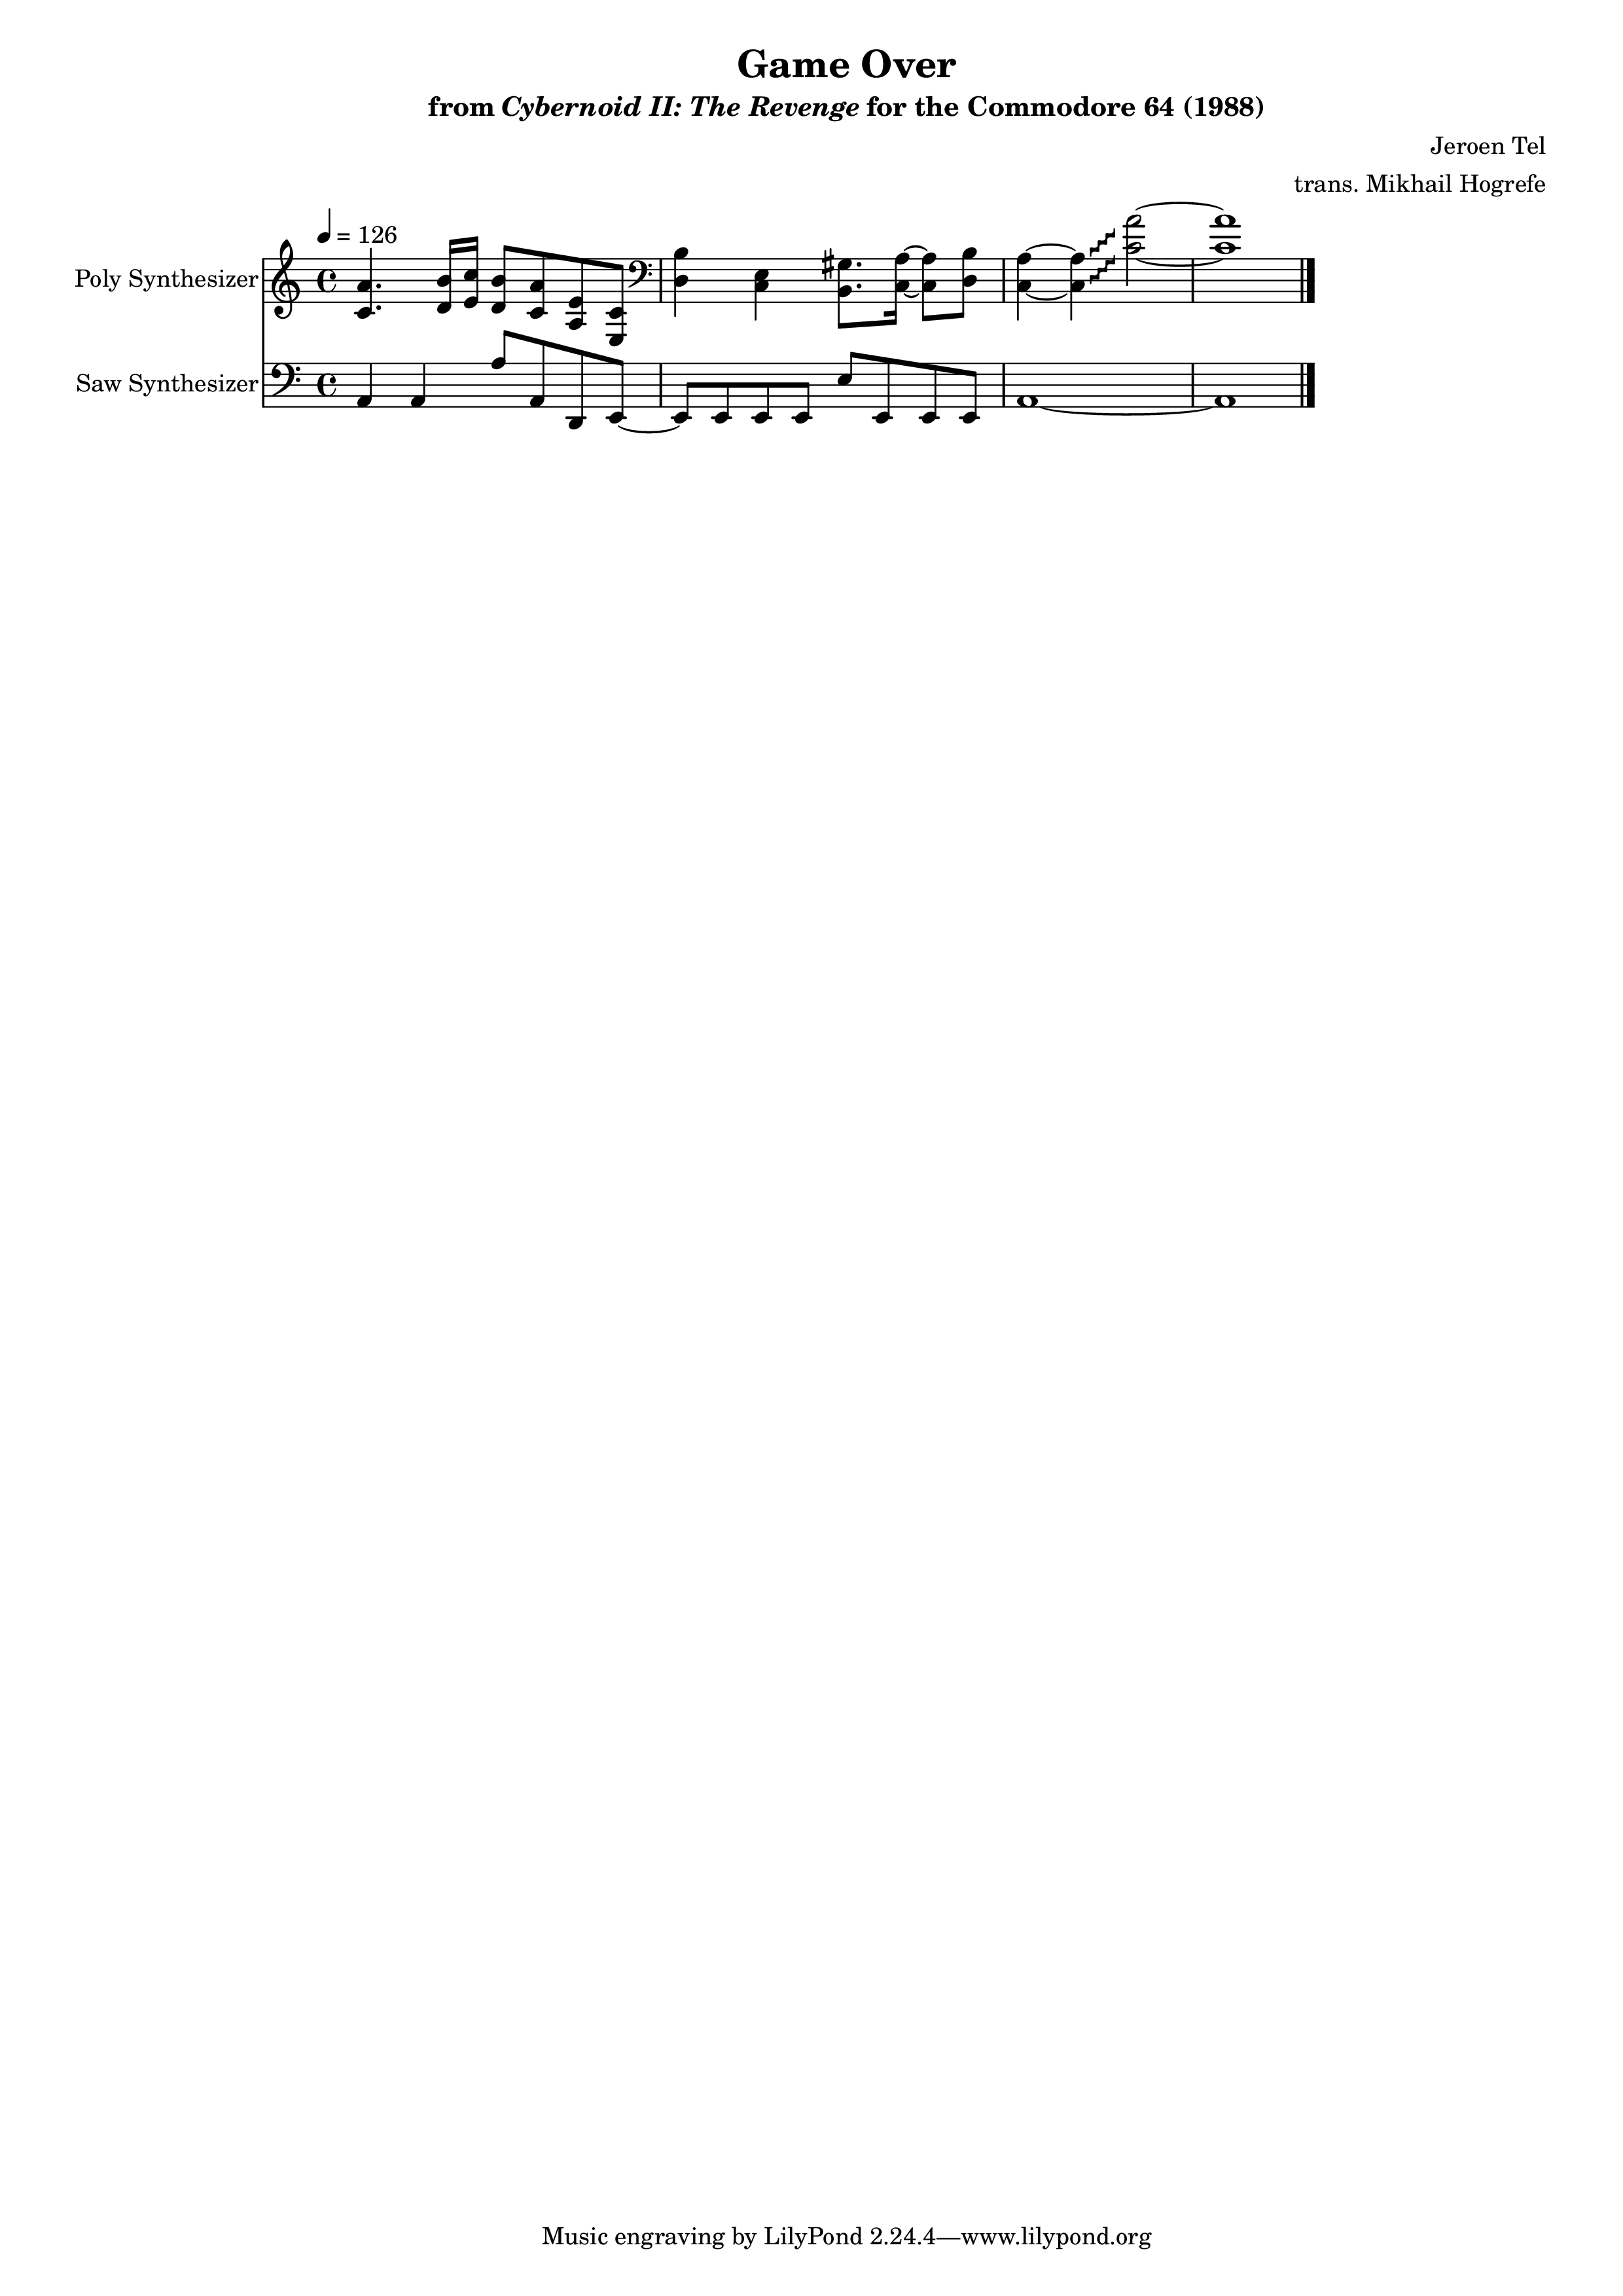 Game Over
from Cybernoid II: The Revenge for the Commodore 64 (1988)
Jeroen Tel
trans. Mikhail Hogrefe
♩ = 126
Poly Synthesizer
Saw Synthesizer
Music engraving by LilyPond 2.24.4—www.lilypond.org